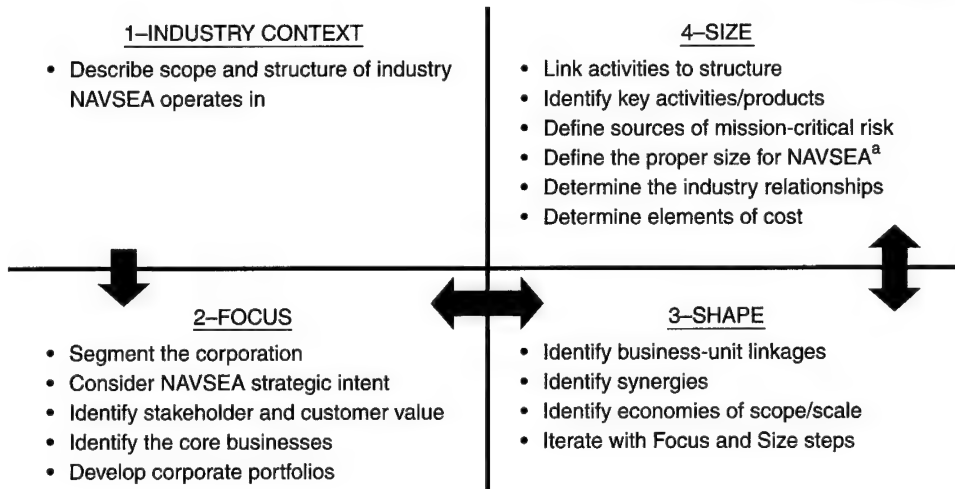 1–INDUSTRY CONTEXT
• Describe scope and structure of industry
NAVSEA operates in
2–FOCUS
• Segment the corporation
• Consider NAVSEA strategic intent
• Identify stakeholder and customer value
• Identify the core businesses
• Develop corporate portfolios
3–SHAPE
• Identify business-unit linkages
• Identify synergies
• Identify economies of scope/scale
• Iterate with Focus and Size steps
4–SIZE
• Link activities to structure
• Identify key activities/products
• Define sources of mission-critical risk
• Define the proper size for NAVSEAᵃ
• Determine the industry relationships
• Determine elements of cost